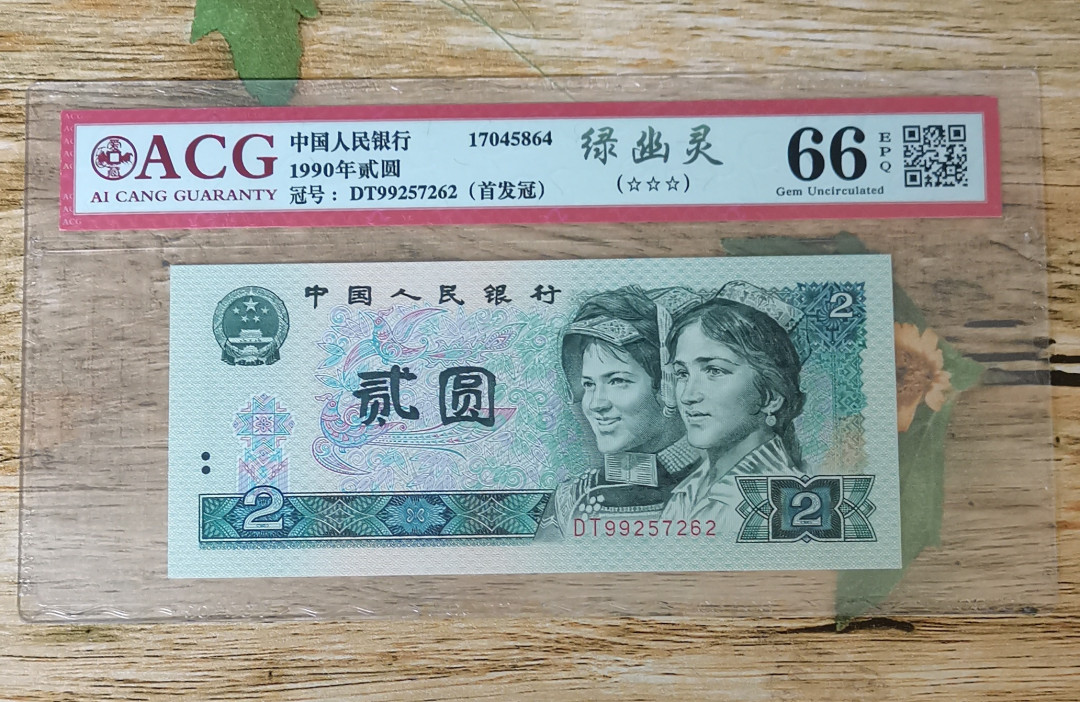 ACG
AI CANG GUARANTY
中国人民银行
1990年贰圆
冠号：DT99257262（首发冠）
17045864
绿幽灵
(☆☆☆)
66
EPQ
Gem Uncirculated
中国人民银行
贰圆
2
2
2
DT99257262